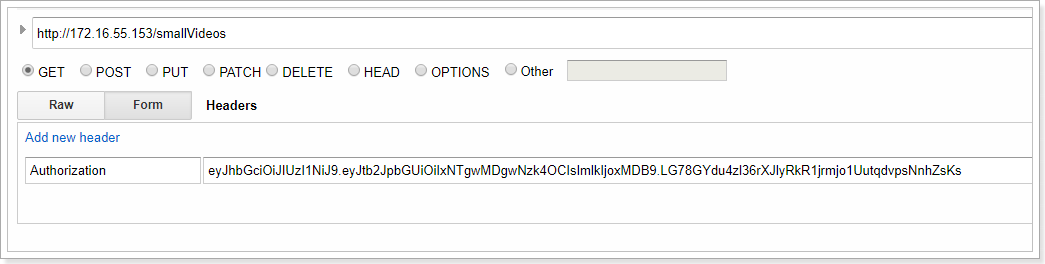 http://172.16.55.153/smallVideos
GET POST PUT PATCH DELETE HEAD OPTIONS Other
Raw Form Headers
Add new header
Authorization eyJhbGciOiJIUzI1NiJ9.eyJtb2JpbGUiOiIxNTgwMDgwNzk4OCIsImlkIjoxMDB9.LG78GYdu4zl36rXJlyRkR1jrmjo1UutqdvpsNnhZsKs